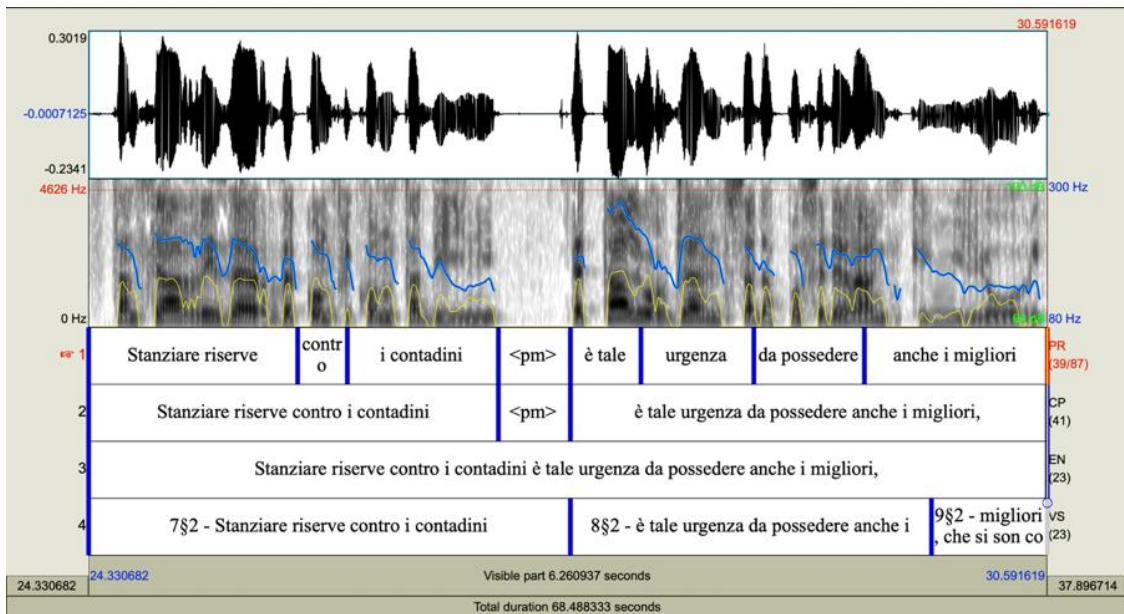 30.591619
0.3019
-0.0007125
-0.2341
4626 Hz
300 Hz
0 Hz
80 Hz
1
Stanziare riserve
contr
o
i contadini
<pm>
è tale
urgenza
da possedere
anche i migliori
PR
(39/87)
2
Stanziare riserve contro i contadini
<pm>
è tale urgenza da possedere anche i migliori,
CP
(41)
3
Stanziare riserve contro i contadini è tale urgenza da possedere anche i migliori,
EN
(23)
4
7§2 - Stanziare riserve contro i contadini
8§2 - è tale urgenza da possedere anche i
9§2 - migliori
, che si son co
VS
(23)
24.330682
24.330682
Visible part 6.260937 seconds
30.591619
37.896714
Total duration 68.488333 seconds